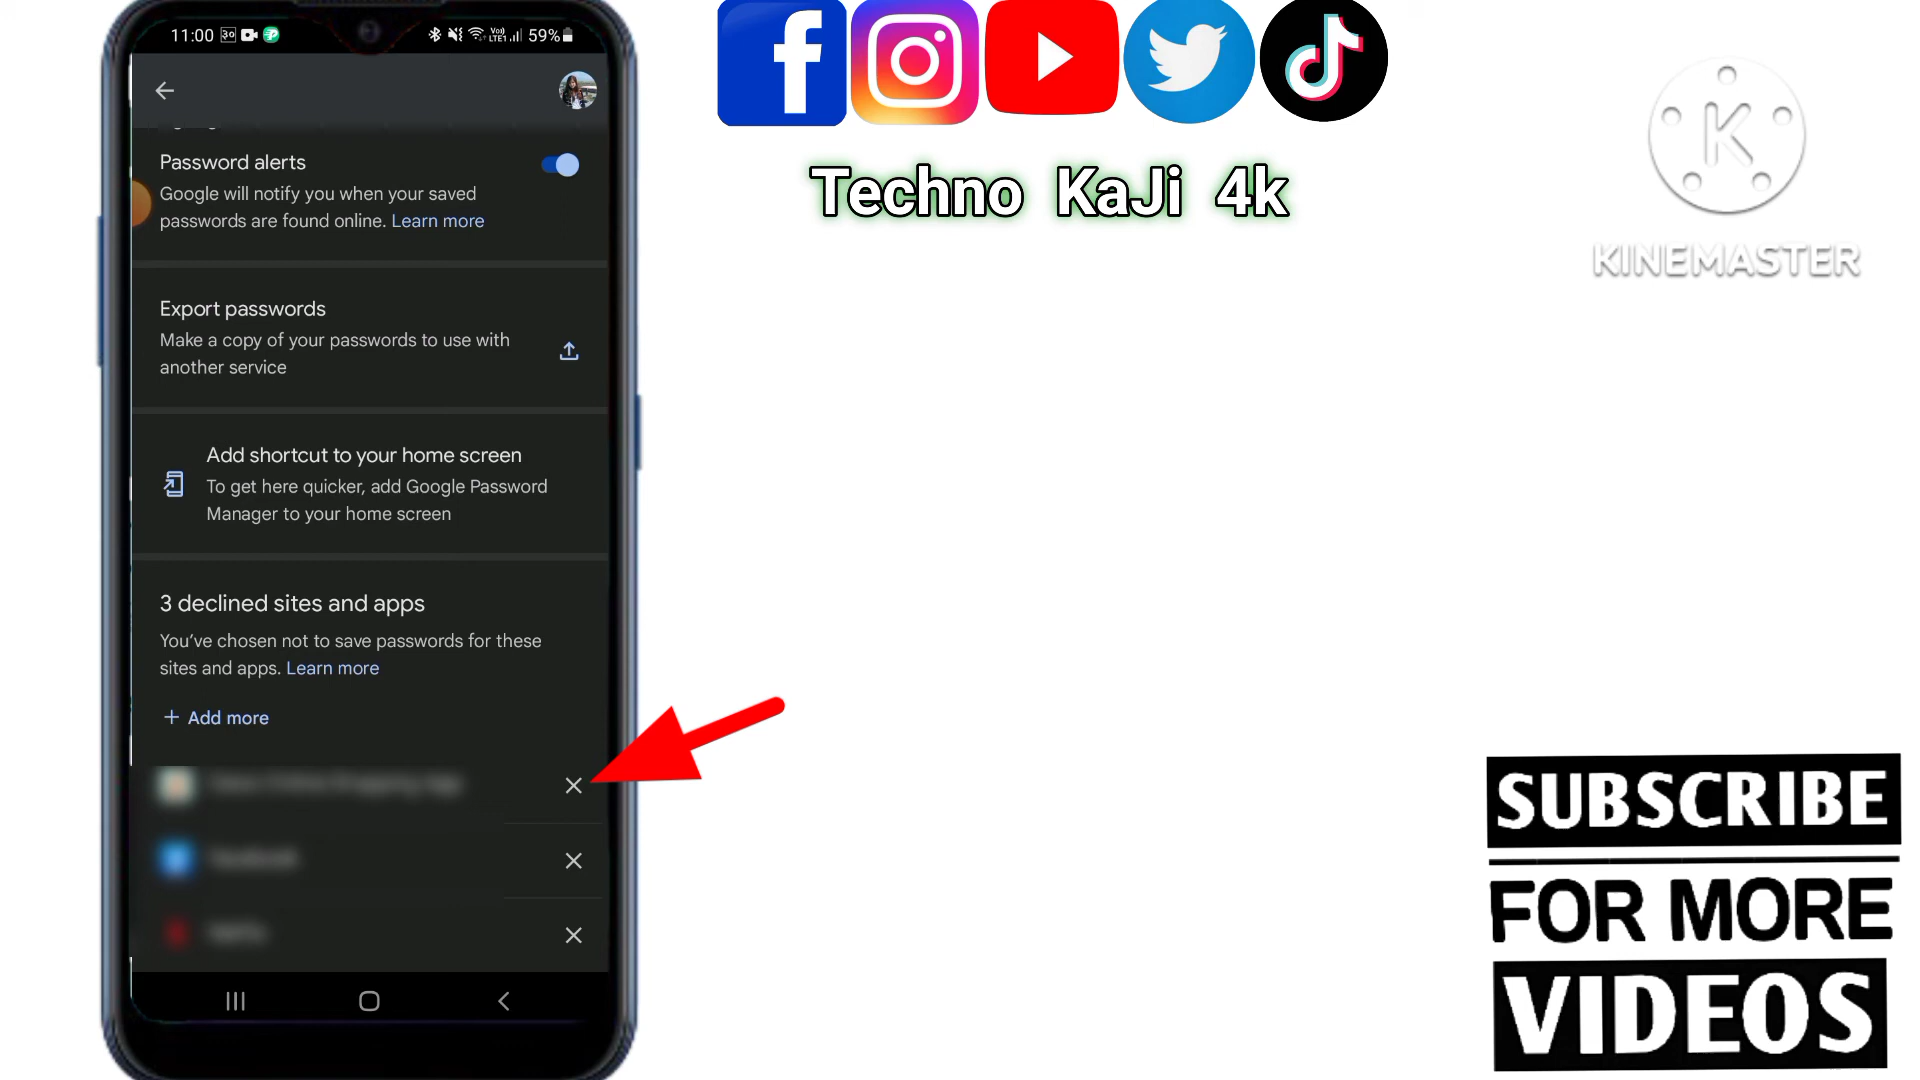 11:00
Vo)
LTE1
59%
Password alerts
Google will notify you when your saved
passwords are found online. Learn more
Export passwords
Make a copy of your passwords to use with
another service
Add shortcut to your home screen
To get here quicker, add Google Password
Manager to your home screen
3 declined sites and apps
You've chosen not to save passwords for these
sites and apps. Learn more
+ Add more
Techno KaJi 4k
K
KINEMASTER
SUBSCRIBE
FOR MORE
VIDEOS